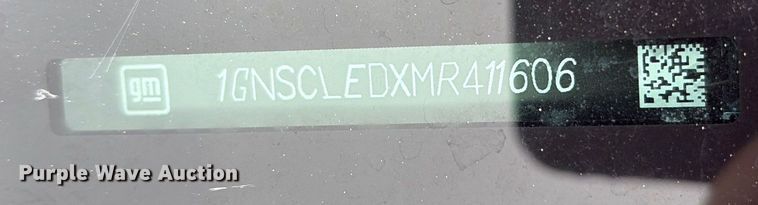 gm 1GNSCLEDXMR411606
Purple Wave Auction